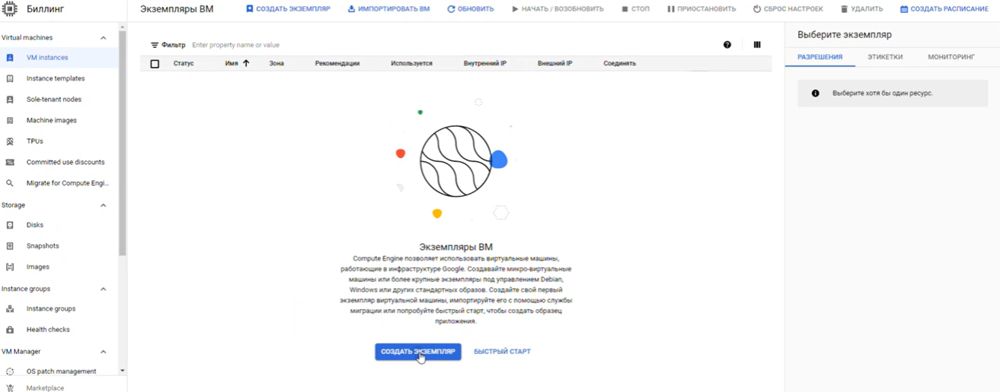 Биллинг
Экземпляры ВМ
СОЗДАТЬ ЭКЗЕМПЛЯР
ИМПОРТИРОВАТЬ ВМ
ОБНОВИТЬ
НАЧАТЬ / ВОЗОБНОВИТЬ
СТОП
ПРИОСТАНОВИТЬ
СБРОС НАСТРОЕК
УДАЛИТЬ
СОЗДАТЬ РАСПИСАНИЕ
Virtual machines
VM instances
Instance templates
Sole-tenant nodes
Machine images
TPUs
Committed use discounts
Migrate for Compute Engi...
Storage
Disks
Snapshots
Images
Instance groups
Instance groups
Health checks
VM Manager
OS patch management
Marketplace
Фильтр Enter property name or value
Статус Имя Зона Рекомендации Используется Внутренний IP Внешний IP Соединять
Экземпляры ВМ
Compute Engine позволяет использовать виртуальные машины,
работающие в инфраструктуре Google. Создавайте микро-виртуальные
машины или более крупные экземпляры под управлением Debian,
Windows или других стандартных образов. Создайте свой первый
экземпляр виртуальной машины, импортируйте его с помощью службы
миграции или попробуйте быстрый старт, чтобы создать образец
приложения.
СОЗДАТЬ ЭКЗЕМПЛЯР
БЫСТРЫЙ СТАРТ
Выберите экземпляр
РАЗРЕШЕНИЯ ЭТИКЕТКИ МОНИТОРИНГ
Выберите хотя бы один ресурс.